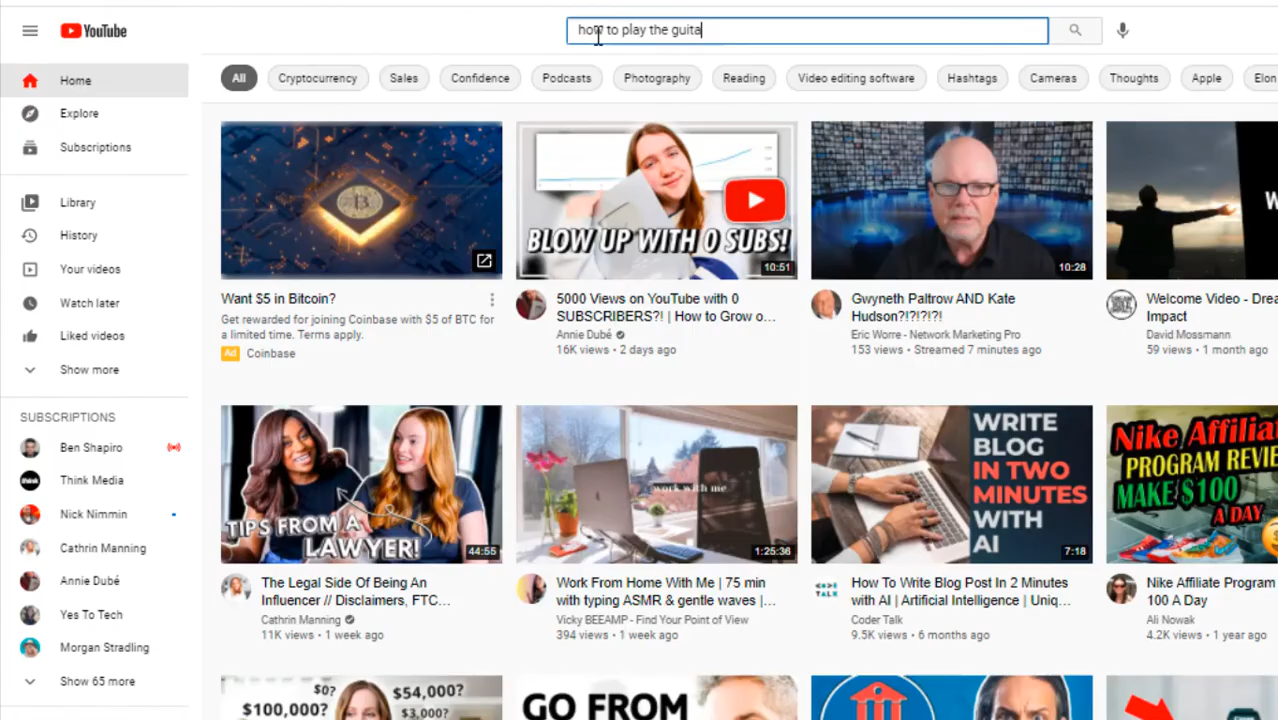 YouTube
how to play the guita
All
Cryptocurrency
Sales
Confidence
Podcasts
Photography
Reading
Video editing software
Hashtags
Cameras
Thoughts
Apple
Elon
Home
Explore
Subscriptions
Library
History
Your videos
Watch later
Liked videos
Show more
SUBSCRIPTIONS
Ben Shapiro
Think Media
Nick Nimmin
Cathrin Manning
Annie Dubé
Yes To Tech
Morgan Stradling
Show 65 more
Want $5 in Bitcoin?
Get rewarded for joining Coinbase with $5 of BTC for
a limited time. Terms apply.
Ad Coinbase
BLOW UP WITH 0 SUBS!
10:51
5000 Views on YouTube with 0
SUBSCRIBERS?! | How to Grow o...
Annie Dubé
16K views • 2 days ago
10:28
Gwyneth Paltrow AND Kate
Hudson?!?!?!?!
Eric Worre - Network Marketing Pro
153 views • Streamed 7 minutes ago
W
Welcome Video - Drea
Impact
David Mossmann
59 views • 1 month ago
TIPS FROM A
LAWYER!
44:55
The Legal Side Of Being An
Influencer // Disclaimers, FTC...
Cathrin Manning
11K views • 1 week ago
work with me
1:25:36
Work From Home With Me | 75 min
with typing ASMR & gentle waves |...
Vicky BEEAMP - Find Your Point of View
394 views • 1 week ago
WRITE
BLOG
IN TWO
MINUTES
WITH
AI
7:18
How To Write Blog Post In 2 Minutes
with AI | Artificial Intelligence | Uniq...
Coder Talk
9.5K views • 6 months ago
Nike Affilia
PROGRAM REVIE
MAKE $100
A DAY
Nike Affiliate Program
100 A Day
Ali Nowak
4.2K views • 1 year ago
$0?
$100,000?
$54,000?
$3,000?
GO FROM